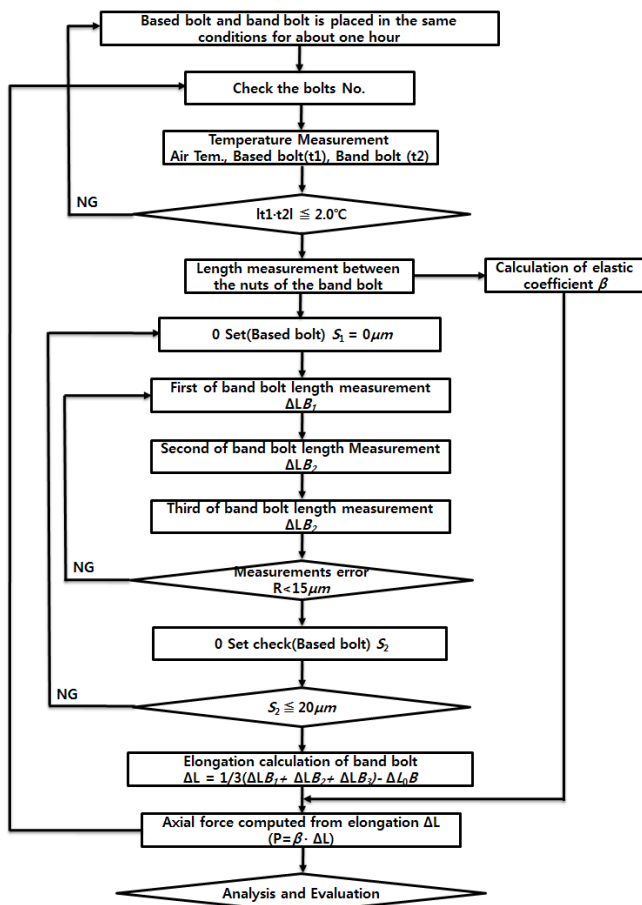 Based bolt and band bolt is placed in the same
conditions for about one hour
Check the bolts No.
Temperature Measurement
Air Tem., Based bolt(t1), Band bolt (t2)
NG
lt1·t2l ≦ 2.0℃
Length measurement between
the nuts of the band bolt
Calculation of elastic
coefficient β
0 Set(Based bolt) S₁ = 0μm
First of band bolt length measurement
ΔLB₁
Second of band bolt length Measurement
ΔLB₂
Third of band bolt length measurement
ΔLB₂
Measurements error
R<15μm
NG
0 Set check(Based bolt) S₂
NG
S₂ ≦ 20μm
Elongation calculation of band bolt
ΔL = 1/3(ΔLB₁+ ΔLB₂+ ΔLB₃)- ΔL₀B
Axial force computed from elongation ΔL
(P=β· ΔL)
Analysis and Evaluation